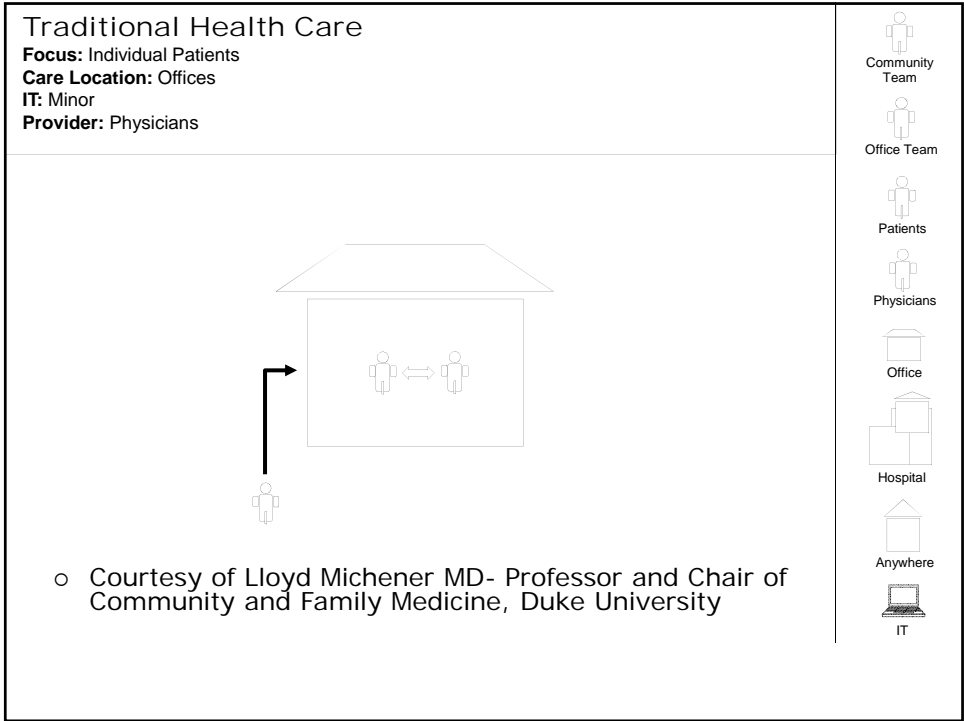 Traditional Health Care
Focus: Individual Patients
Care Location: Offices
IT: Minor
Provider: Physicians
Community
Team
Office Team
Patients
Physicians
Office
Hospital
Anywhere
IT
○ Courtesy of Lloyd Michener MD- Professor and Chair of
Community and Family Medicine, Duke University